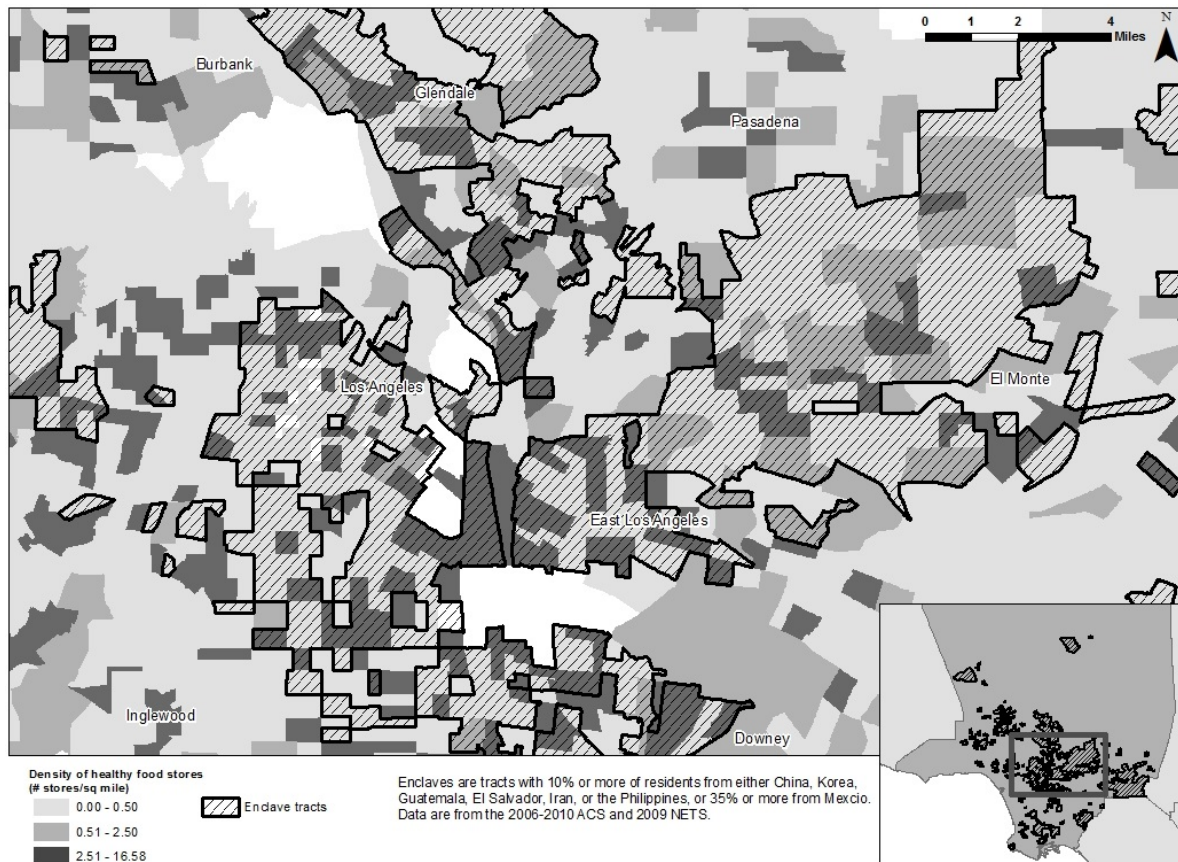 0 1 2 4
Miles
N
Burbank
Glendale
Pasadena
Los Angeles
El Monte
East Los Angeles
Inglewood
Downey
Density of healthy food stores
(# stores/sq mile)
0.00 - 0.50
0.51 - 2.50
2.51 - 16.58
Enclave tracts
Enclaves are tracts with 10% or more of residents from either China, Korea,
Guatemala, El Salvador, Iran, or the Philippines, or 35% or more from Mexcio.
Data are from the 2006-2010 ACS and 2009 NETS.